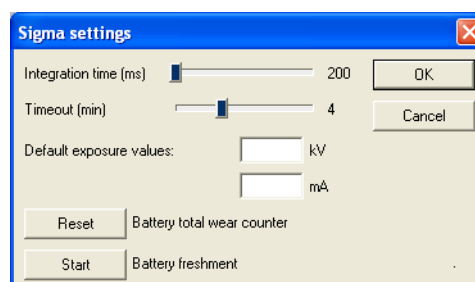 Sigma settings
Integration time (ms) 200 OK
Timeout (min) 4 Cancel
Default exposure values: kV
mA
Reset Battery total wear counter
Start Battery freshment .